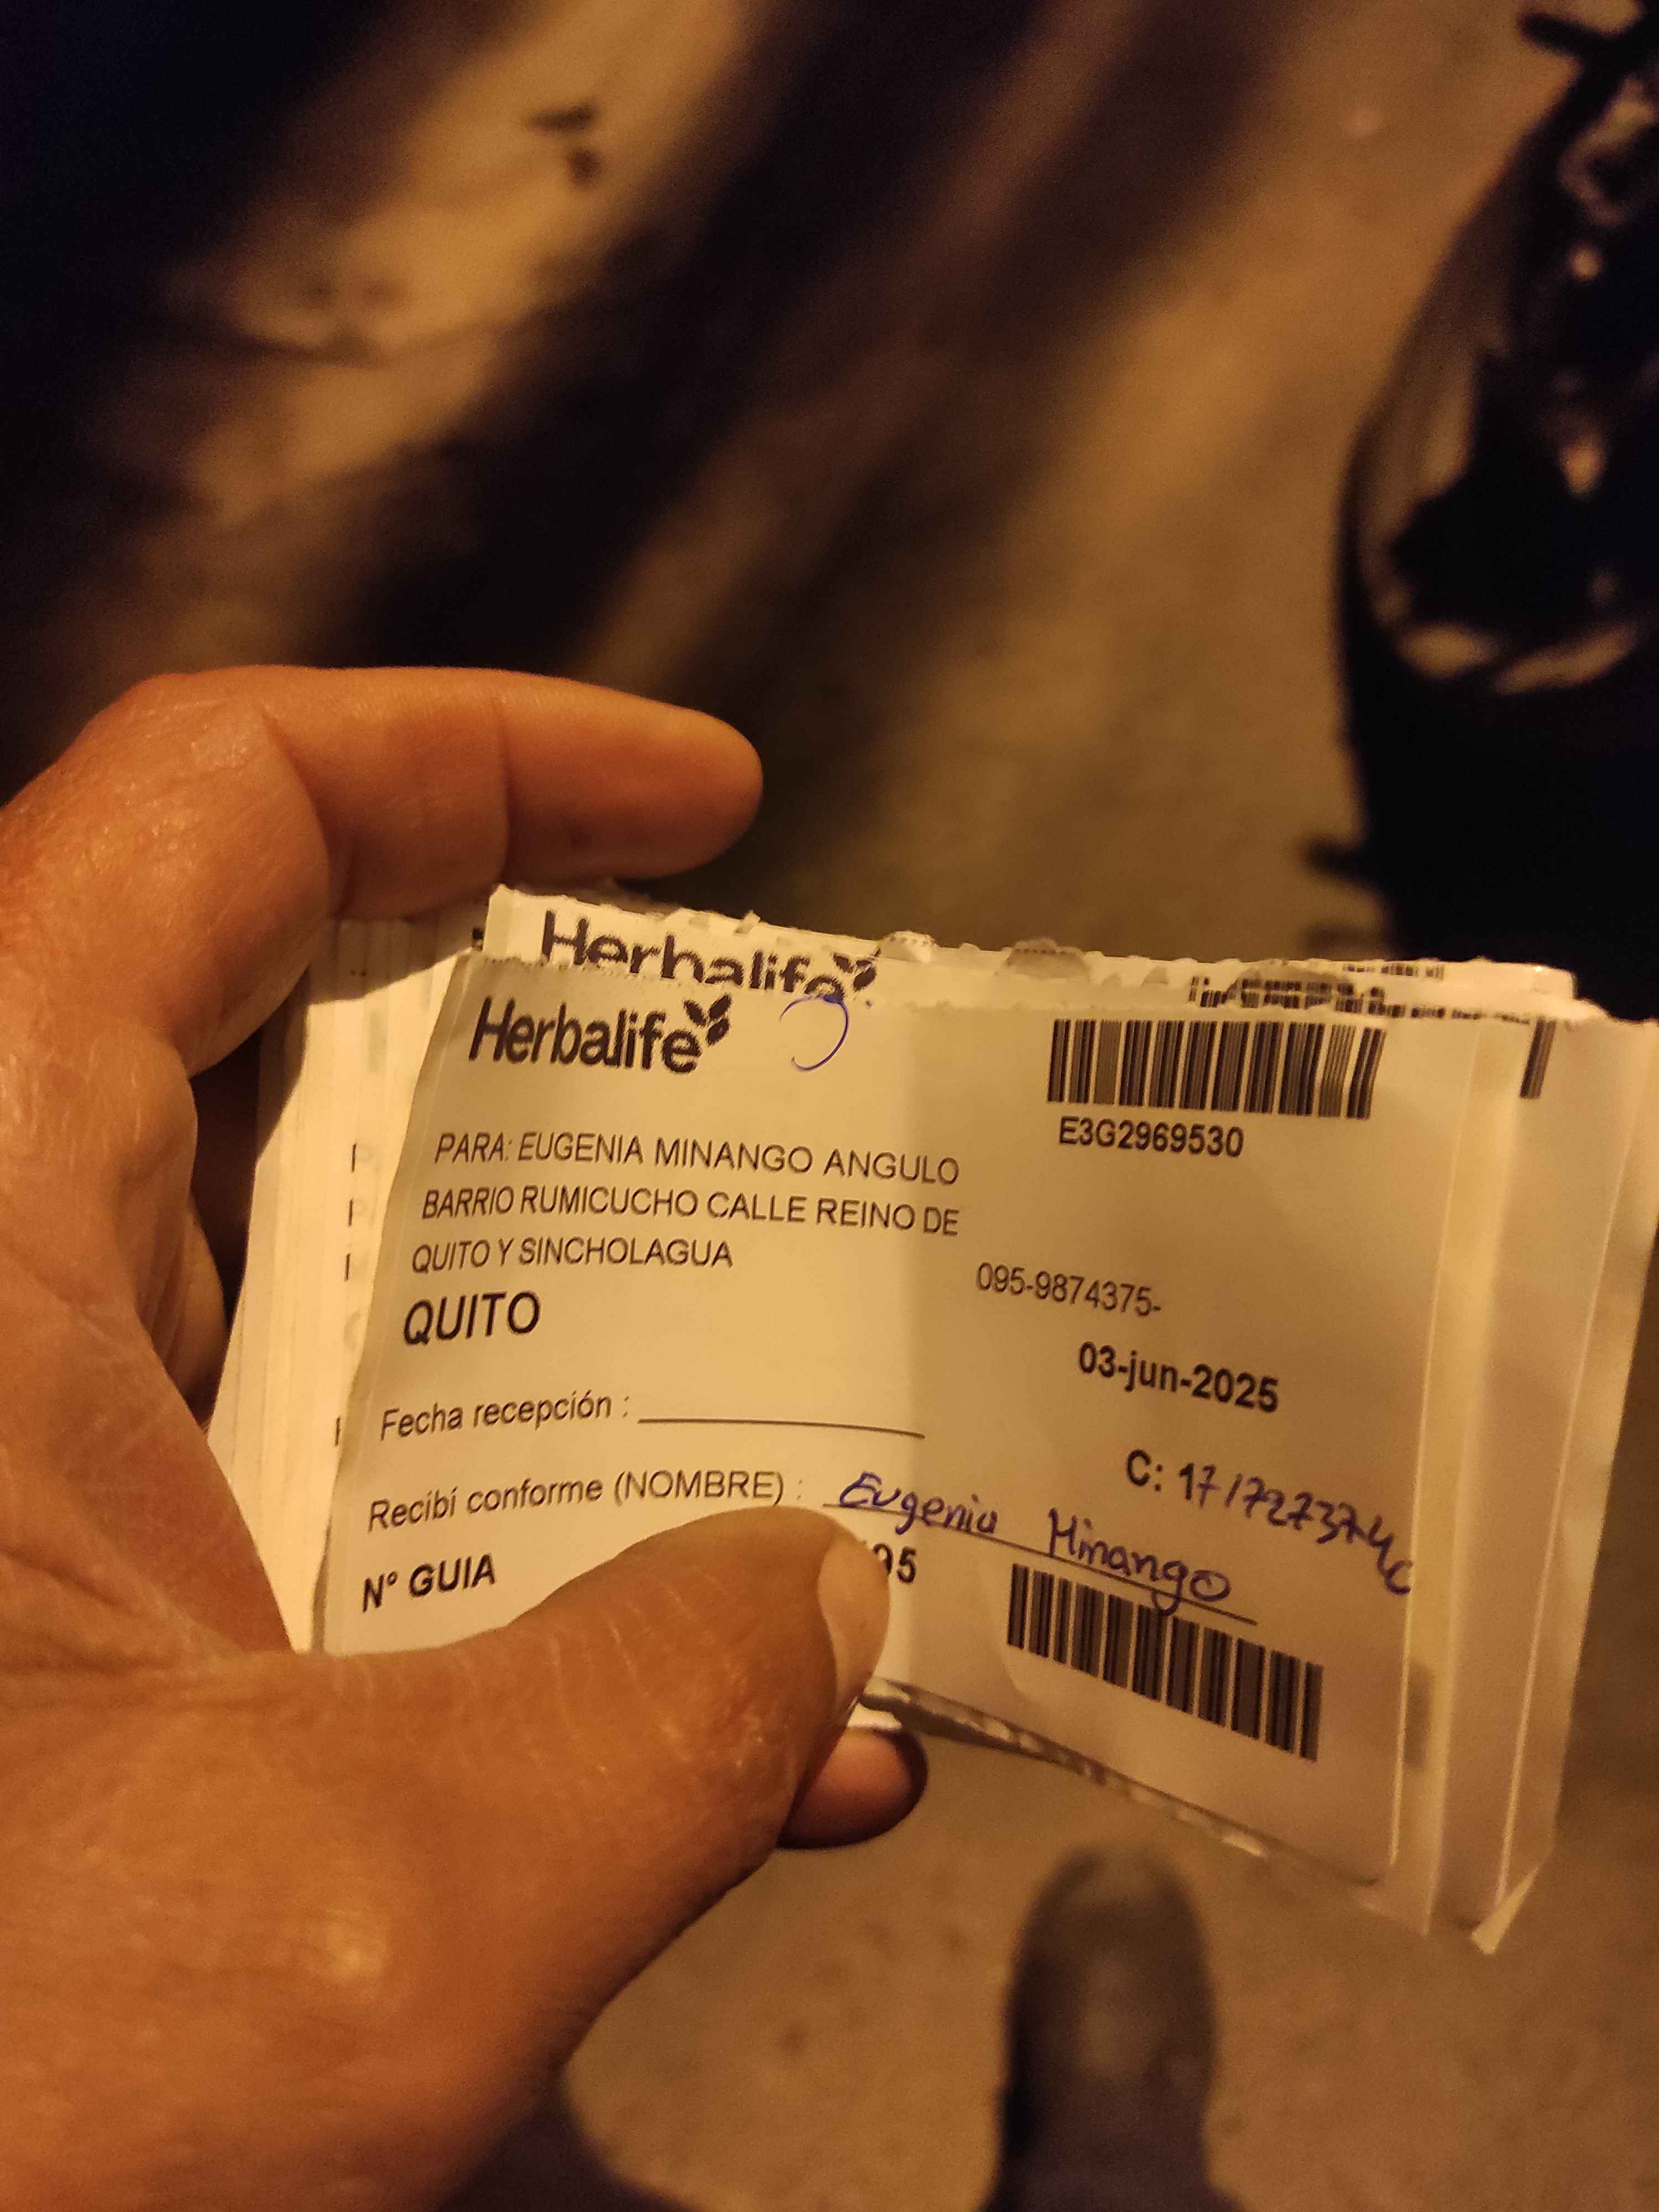 Herbalife
Herbalife
E3G2969530
PARA: EUGENIA MINANGO ANGULO
BARRIO RUMICUCHO CALLE REINO DE
QUITO Y SINCHOLAGUA
095-9874375-
QUITO
03-jun-2025
Fecha recepción :
C:
Recibí conforme (NOMBRE) : Eugenia Minango
N° GUIA